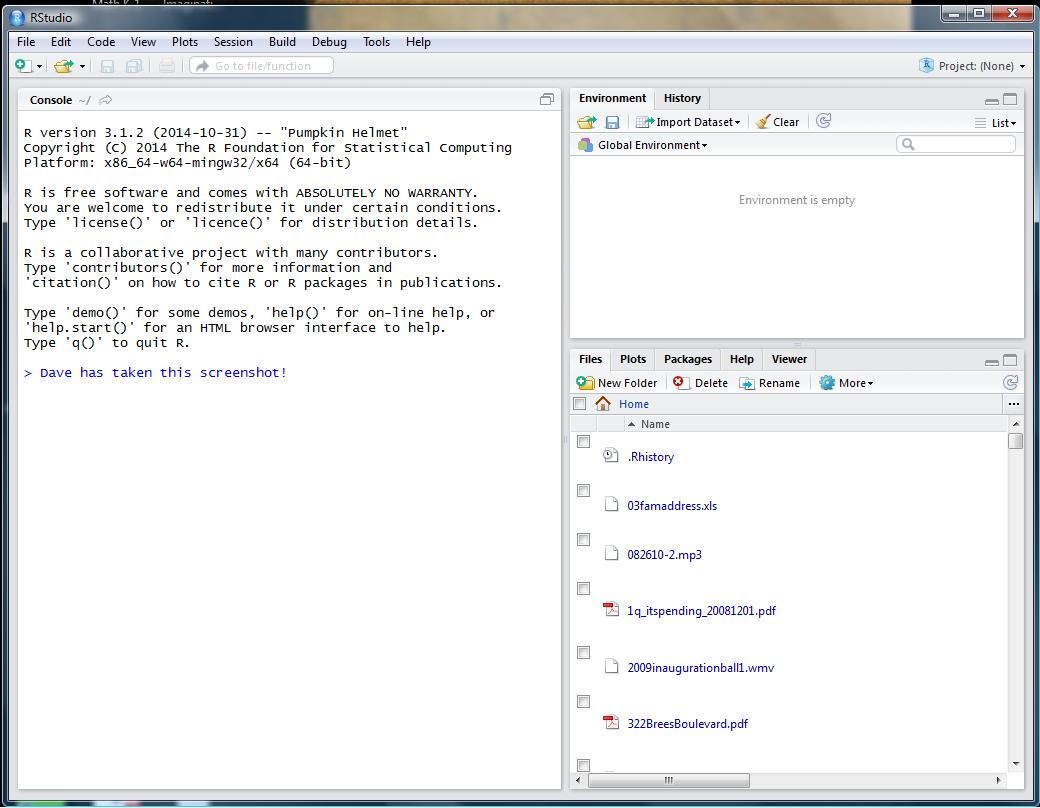 Math K-1 Imaginati
RStudio
File Edit Code View Plots Session Build Debug Tools Help
Go to file/function
Project: (None)
Console ~/
R version 3.1.2 (2014-10-31) -- "Pumpkin Helmet"
Copyright (C) 2014 The R Foundation for Statistical Computing
Platform: x86_64-w64-mingw32/x64 (64-bit)
R is free software and comes with ABSOLUTELY NO WARRANTY.
You are welcome to redistribute it under certain conditions.
Type 'license()' or 'licence()' for distribution details.
R is a collaborative project with many contributors.
Type 'contributors()' for more information and
'citation()' on how to cite R or R packages in publications.
Type 'demo()' for some demos, 'help()' for on-line help, or
'help.start()' for an HTML browser interface to help.
Type 'q()' to quit R.
> Dave has taken this screenshot!
Environment History
Import Dataset Clear List
Global Environment
Environment is empty
Files Plots Packages Help Viewer
New Folder Delete Rename More
Home
Name
.Rhistory
03famaddress.xls
082610-2.mp3
1q_itspending_20081201.pdf
2009inaugurationball1.wmv
322BreesBoulevard.pdf